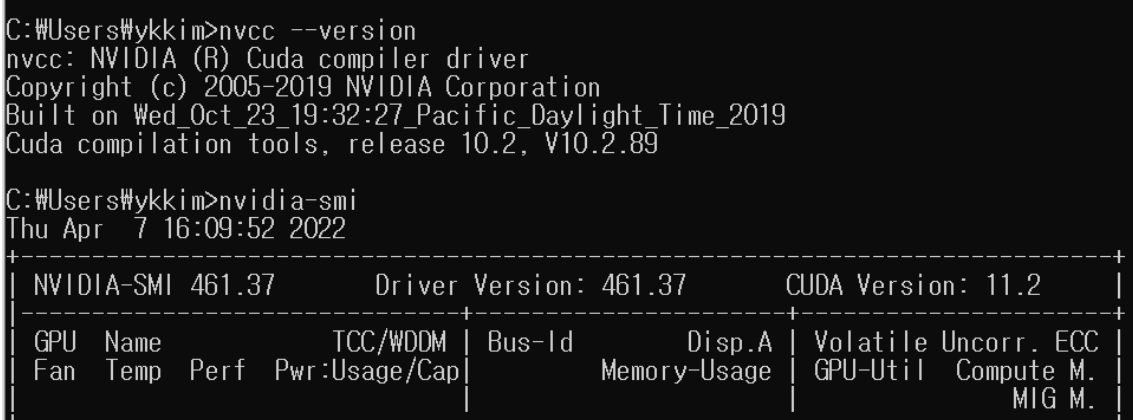 C:₩Users₩ykkim>nvcc --version
nvcc: NVIDIA (R) Cuda compiler driver
Copyright (c) 2005-2019 NVIDIA Corporation
Built on Wed_Oct_23_19:32:27_Pacific_Daylight_Time_2019
Cuda compilation tools, release 10.2, V10.2.89
C:₩Users₩ykkim>nvidia-smi
Thu Apr  7 16:09:52 2022
+-----------------------------------------------------------------------------+
| NVIDIA-SMI 461.37       Driver Version: 461.37       CUDA Version: 11.2     |
|-------------------------------+----------------------+----------------------+
| GPU  Name            TCC/WDDM | Bus-Id        Disp.A | Volatile Uncorr. ECC |
| Fan  Temp  Perf  Pwr:Usage/Cap|         Memory-Usage | GPU-Util  Compute M. |
|                               |                      |               MIG M. |